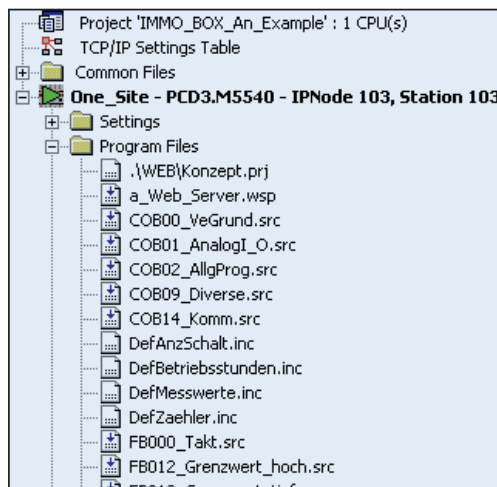 Project 'IMMO_BOX_An_Example' : 1 CPU(s)
TCP/IP Settings Table
Common Files
One_Site - PCD3.M5540 - IPNode 103, Station 103
Settings
Program Files
.\WEB\Konzept.prj
a_Web_Server.wsp
COB00_VeGrund.src
COB01_AnalogI_O.src
COB02_AllgProg.src
COB09_Diverse.src
COB14_Komm.src
DefAnzSchalt.inc
DefBetriebsstunden.inc
DefMesswerte.inc
DefZaehler.inc
FB000_Takt.src
FB012_Grenzwert_hoch.src